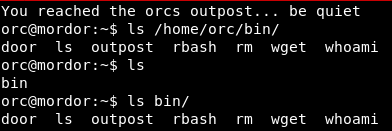 You reached the orcs outpost... be quiet
orc@mordor:~$ ls /home/orc/bin/
door  ls  outpost  rbash  rm  wget  whoami
orc@mordor:~$ ls
bin
orc@mordor:~$ ls bin/
door  ls  outpost  rbash  rm  wget  whoami